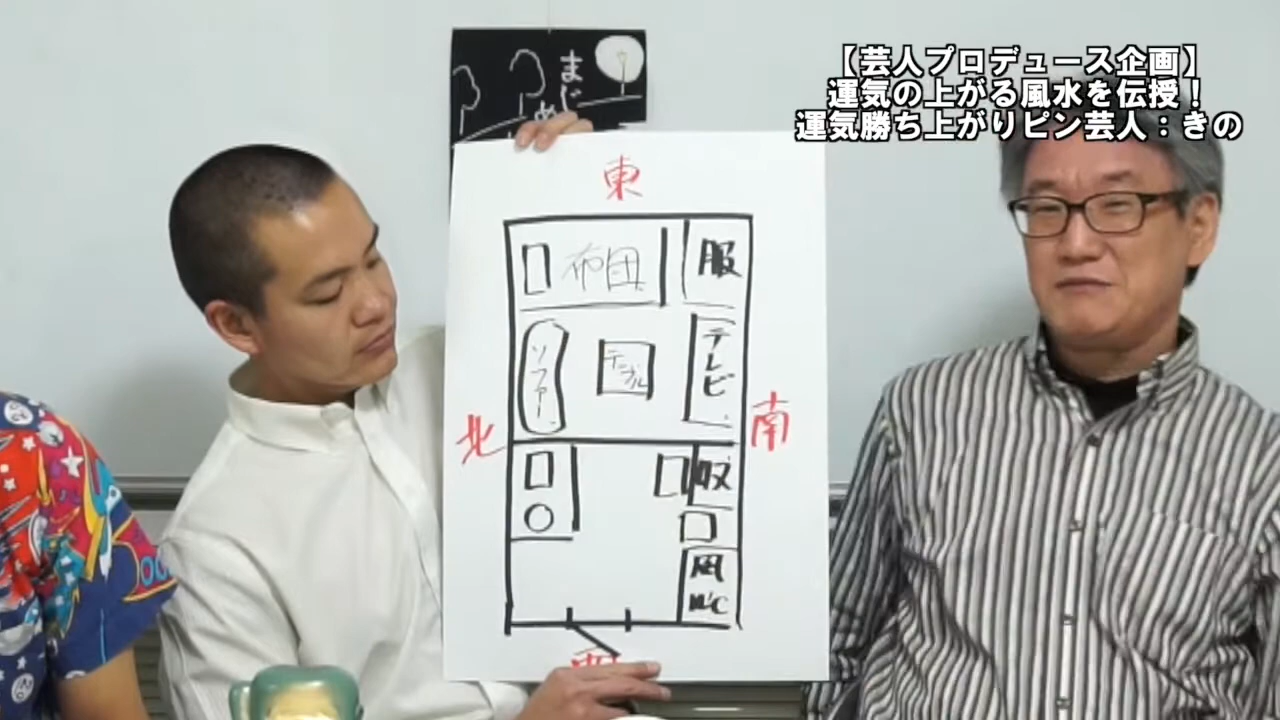 【芸人プロデュース企画】
運気の上がる風水を伝授！
運気勝ち上がりピン芸人：きの
まじめ
東
布団
服
ソファー
テーブル
テレビ
北
南
収
風
WC